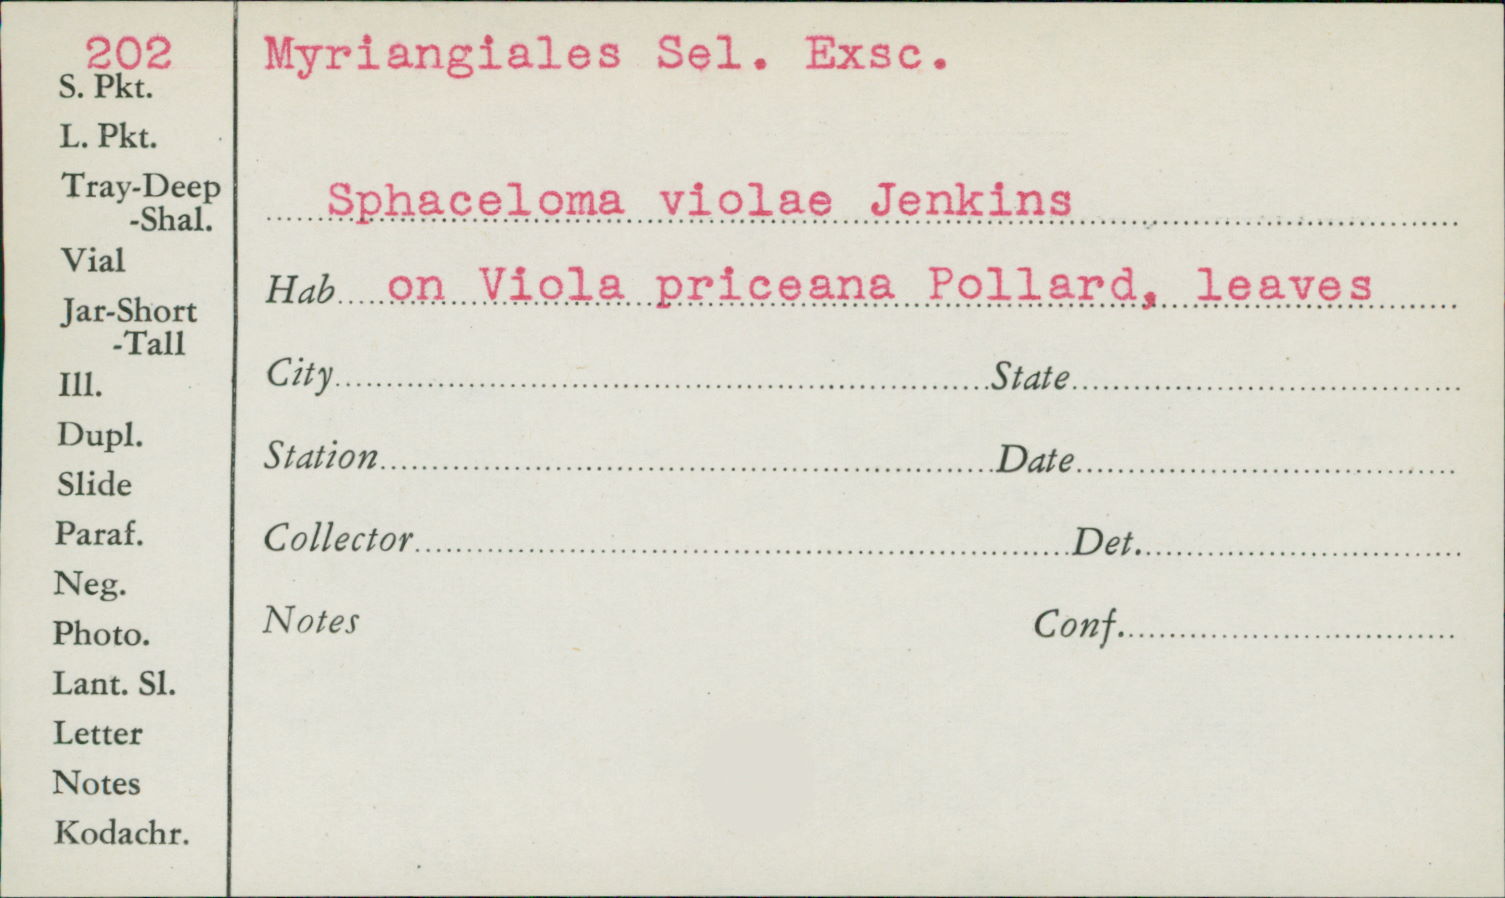 202
S. Pkt.
L. Pkt.
Tray-Deep
-Shal.
Vial
Jar-Short
-Tall
Ill.
Dupl.
Slide
Paraf.
Neg.
Photo.
Lant. Sl.
Letter
Notes
Kodachr.
Myriangiales Sel. Exsc.
Sphaceloma violae Jenkins
Hab. on Viola priceana Pollard, leaves
City State
Station Date
Collector Det.
Notes Conf.